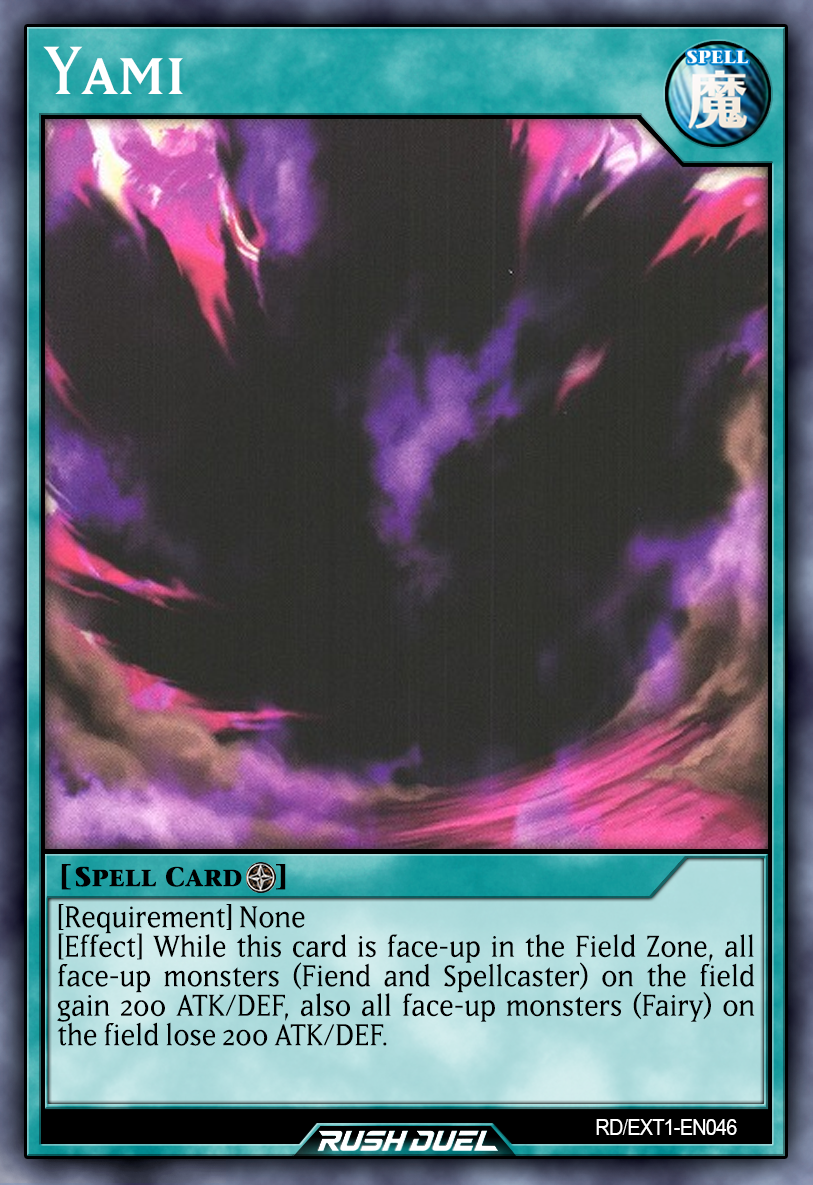 Yami
SPELL
魔
[Spell Card]
[Requirement] None
[Effect] While this card is face-up in the Field Zone, all
face-up monsters (Fiend and Spellcaster) on the field
gain 200 ATK/DEF, also all face-up monsters (Fairy) on
the field lose 200 ATK/DEF.
RD/EXT1-EN046
RUSH DUEL